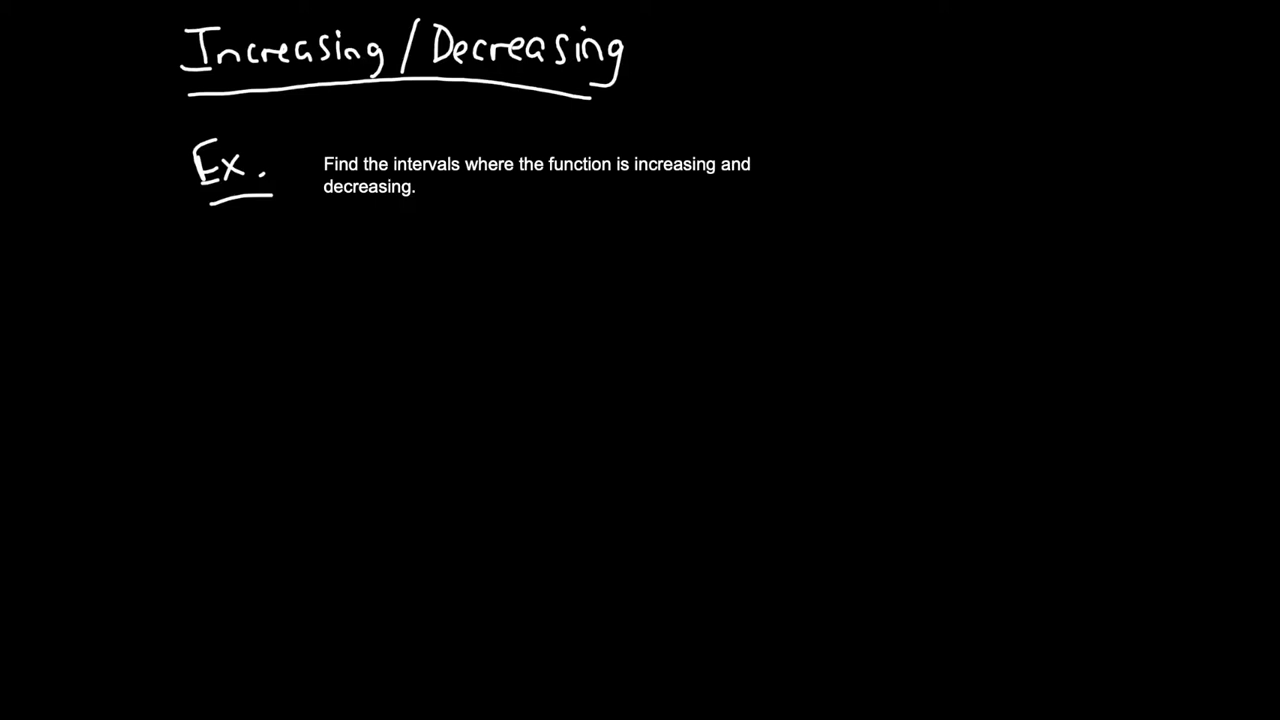 Increasing/Decreasing
Ex.
Find the intervals where the function is increasing and
decreasing.